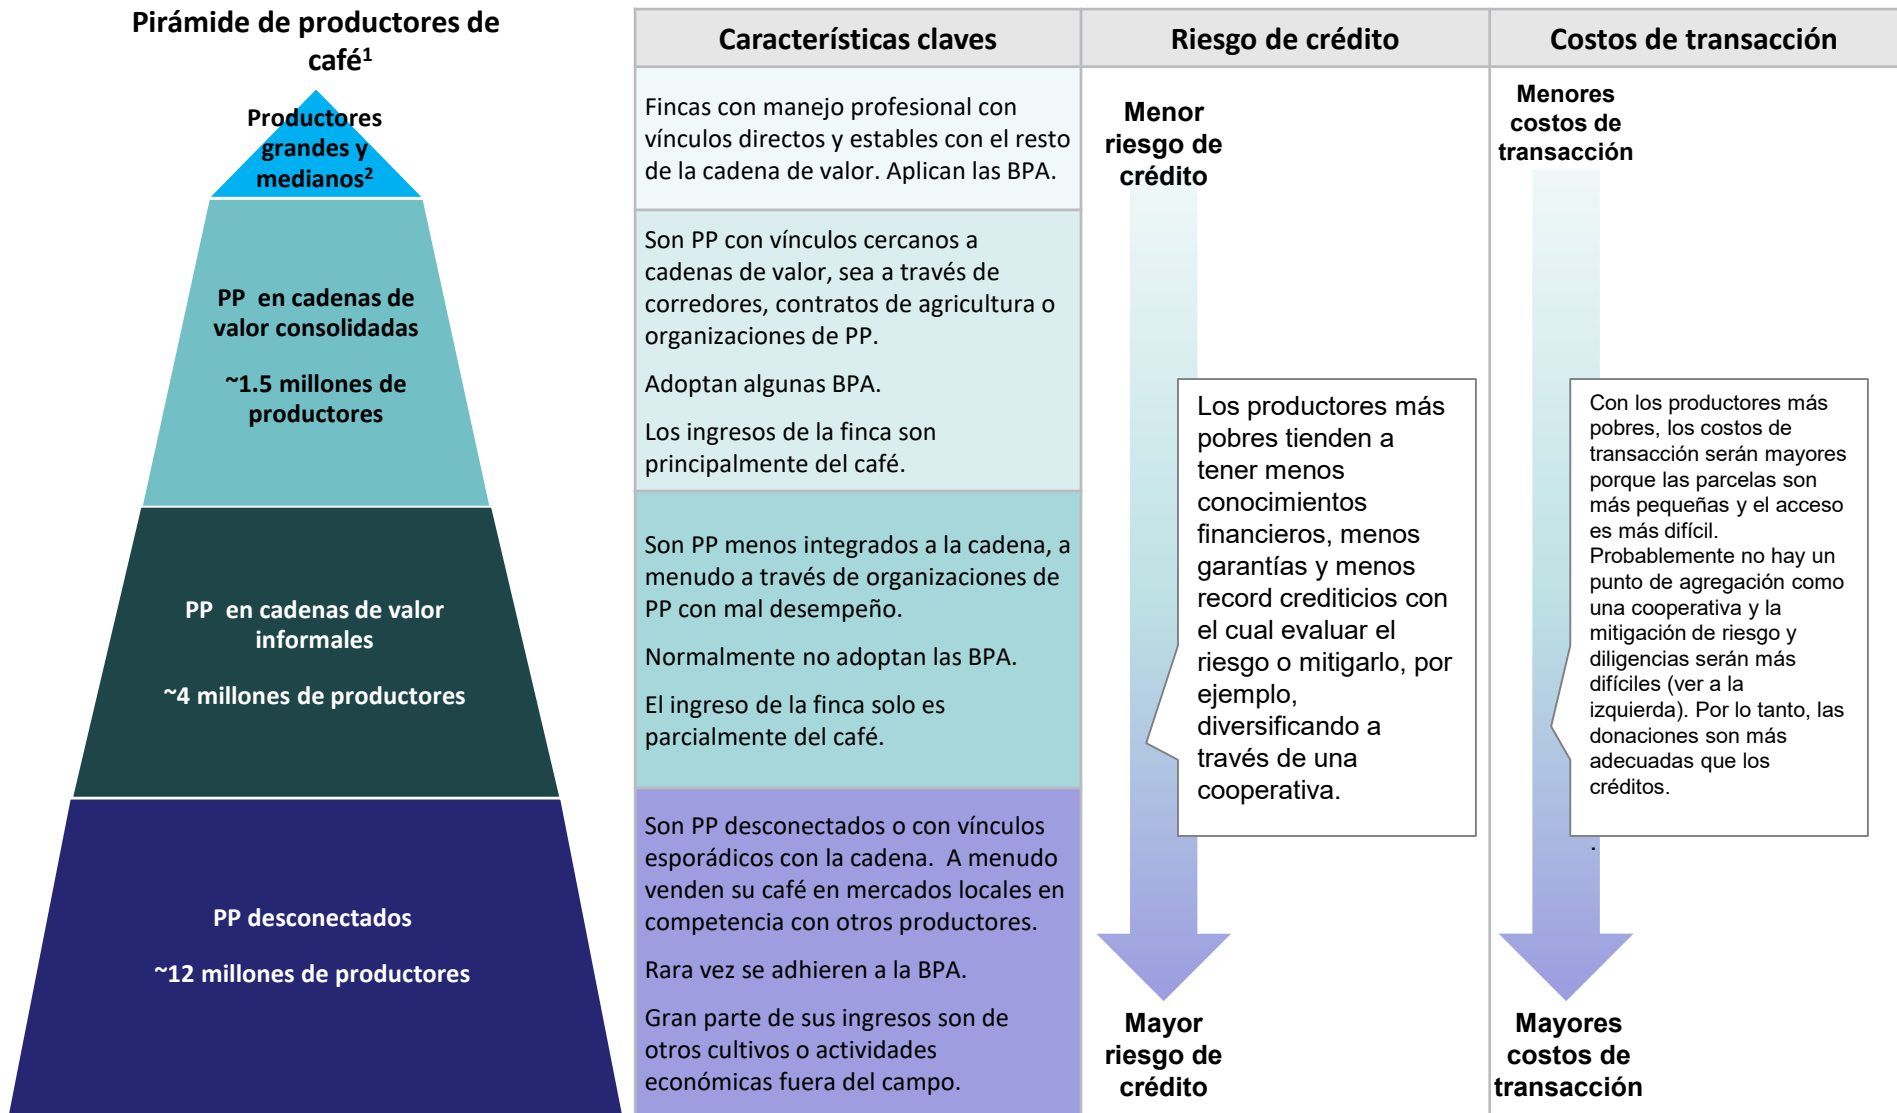 Pirámide de productores de
café¹
Productores
grandes y
medianos²
PP  en cadenas de
valor consolidadas
~1.5 millones de
productores
PP  en cadenas de valor
informales
~4 millones de productores
PP desconectados
~12 millones de productores
Características claves
Fincas con manejo profesional con
vínculos directos y estables con el resto
de la cadena de valor. Aplican las BPA.
Son PP con vínculos cercanos a
cadenas de valor, sea a través de
corredores, contratos de agricultura o
organizaciones de PP.
Adoptan algunas BPA.
Los ingresos de la finca son
principalmente del café.
Son PP menos integrados a la cadena, a
menudo a través de organizaciones de
PP con mal desempeño.
Normalmente no adoptan las BPA.
El ingreso de la finca solo es
parcialmente del café.
Son PP desconectados o con vínculos
esporádicos con la cadena.  A menudo
venden su café en mercados locales en
competencia con otros productores.
Rara vez se adhieren a la BPA.
Gran parte de sus ingresos son de
otros cultivos o actividades
económicas fuera del campo.
Riesgo de crédito
Menor
riesgo de
crédito
Los productores más
pobres tienden a
tener menos
conocimientos
financieros, menos
garantías y menos
record crediticios con
el cual evaluar el
riesgo o mitigarlo, por
ejemplo,
diversificando a
través de una
cooperativa.
Mayor
riesgo de
crédito
Costos de transacción
Menores
costos de
transacción
Con los productores más
pobres, los costos de
transacción serán mayores
porque las parcelas son
más pequeñas y el acceso
es más difícil.
Probablemente no hay un
punto de agregación como
una cooperativa y la
mitigación de riesgo y
diligencias serán más
difíciles (ver a la
izquierda). Por lo tanto, las
donaciones son más
adecuadas que los
créditos.
.
Mayores
costos de
transacción